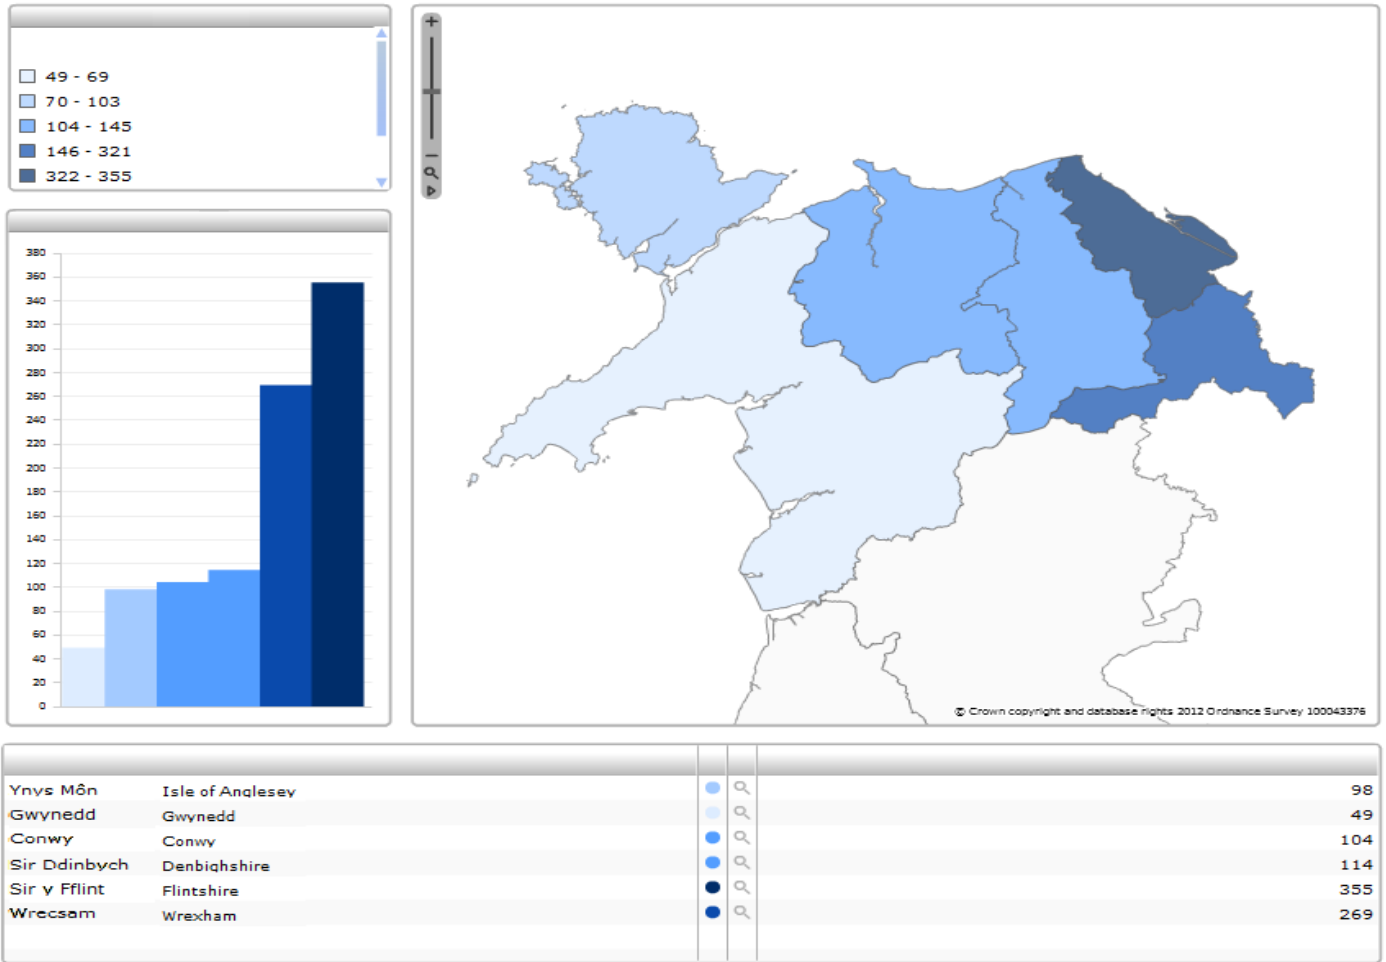 49 - 69
70 - 103
104 - 145
146 - 321
322 - 355
380
360
340
320
300
280
260
240
220
200
180
160
140
120
100
80
60
40
20
0
© Crown copyright and database rights 2012 Ordnance Survey 100043376
Ynys Môn Isle of Anglesey 98
Gwynedd Gwynedd 49
Conwy Conwy 104
Sir Ddinbych Denbighshire 114
Sir y Fflint Flintshire 355
Wrecsam Wrexham 269